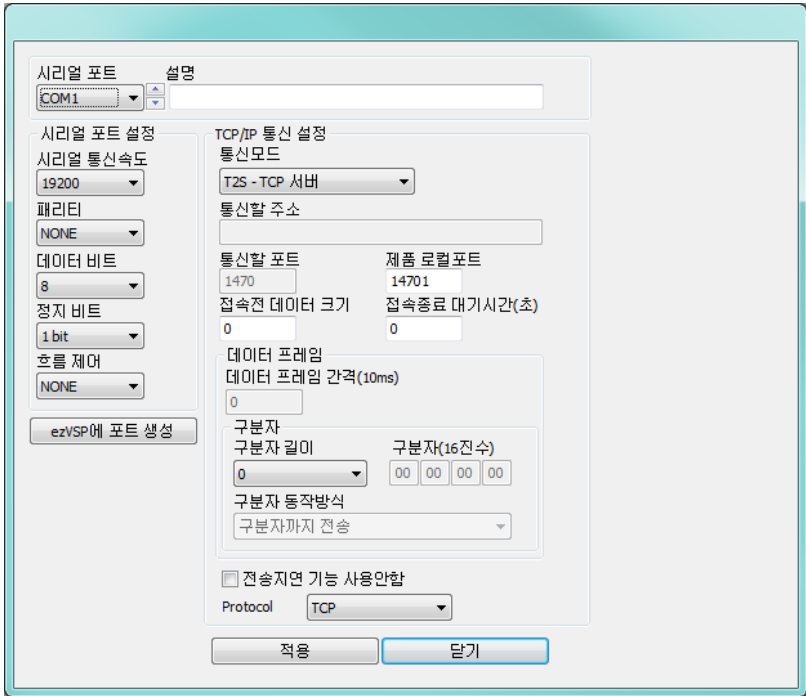 시리얼 포트 설명
COM1
시리얼 포트 설정
시리얼 통신속도
19200
패리티
NONE
데이터 비트
8
정지 비트
1 bit
흐름 제어
NONE
ezVSP에 포트 생성
TCP/IP 통신 설정
통신모드
T2S - TCP 서버
통신할 주소
통신할 포트 제품 로컬포트
1470 14701
접속전 데이터 크기 접속종료 대기시간(초)
0 0
데이터 프레임
데이터 프레임 간격(10ms)
0
구분자
구분자 길이 구분자(16진수)
0 00 00 00 00
구분자 동작방식
구분자까지 전송
전송지연 기능 사용안함
Protocol TCP
적용 닫기